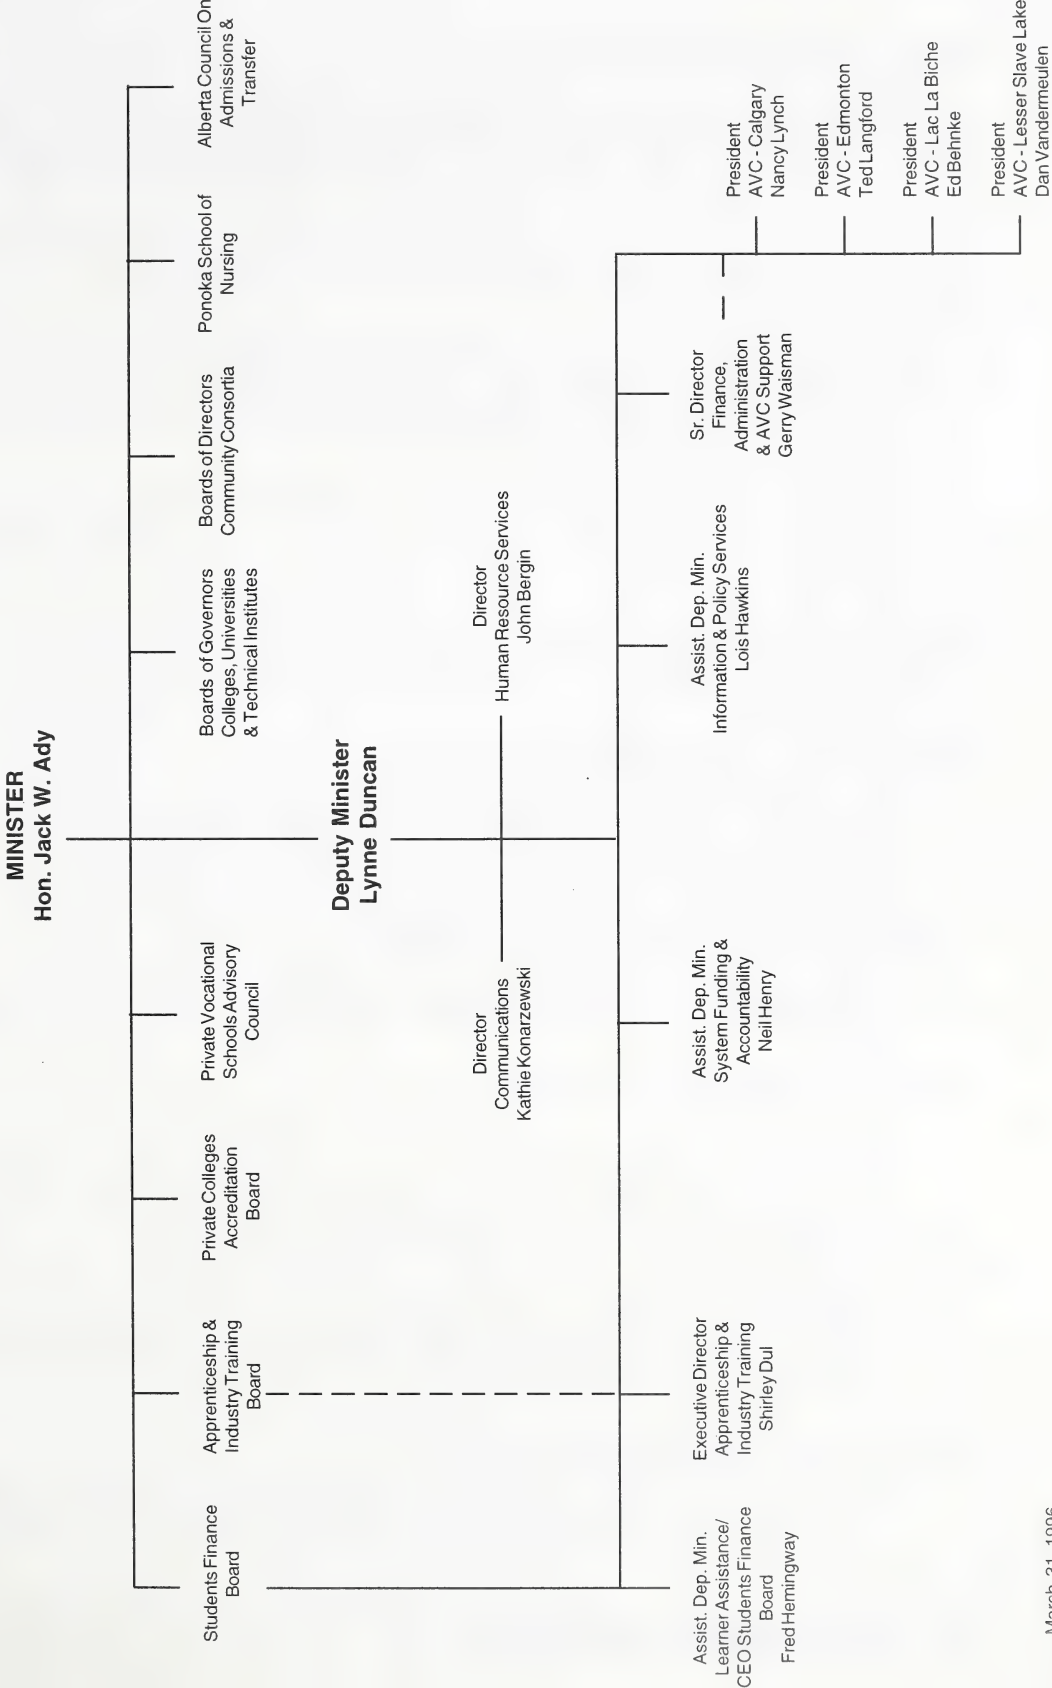 MINISTER
Hon. Jack W. Ady
Students Finance
Board
Apprenticeship &
Industry Training
Board
Private Colleges
Accreditation
Board
Private Vocational
Schools Advisory
Council
Boards of Governors
Colleges, Universities
& Technical Institutes
Boards of Directors
Community Consortia
Ponoka School of
Nursing
Alberta Council On
Admissions &
Transfer
Deputy Minister
Lynne Duncan
Director
Communications
Kathie Konarzewski
Director
Human Resource Services
John Bergin
Assist. Dep. Min.
Learner Assistance/
CEO Students Finance
Board
Fred Hemingway
Executive Director
Apprenticeship &
Industry Training
Shirley Dul
Assist. Dep. Min.
System Funding &
Accountability
Neil Henry
Assist. Dep. Min.
Information & Policy Services
Lois Hawkins
Sr. Director
Finance,
Administration
& AVC Support
Gerry Waisman
President
AVC - Calgary
Nancy Lynch
President
AVC - Edmonton
Ted Langford
President
AVC - Lac La Biche
Ed Behnke
President
AVC - Lesser Slave Lake
Dan Vandermeulen
March 31, 1996